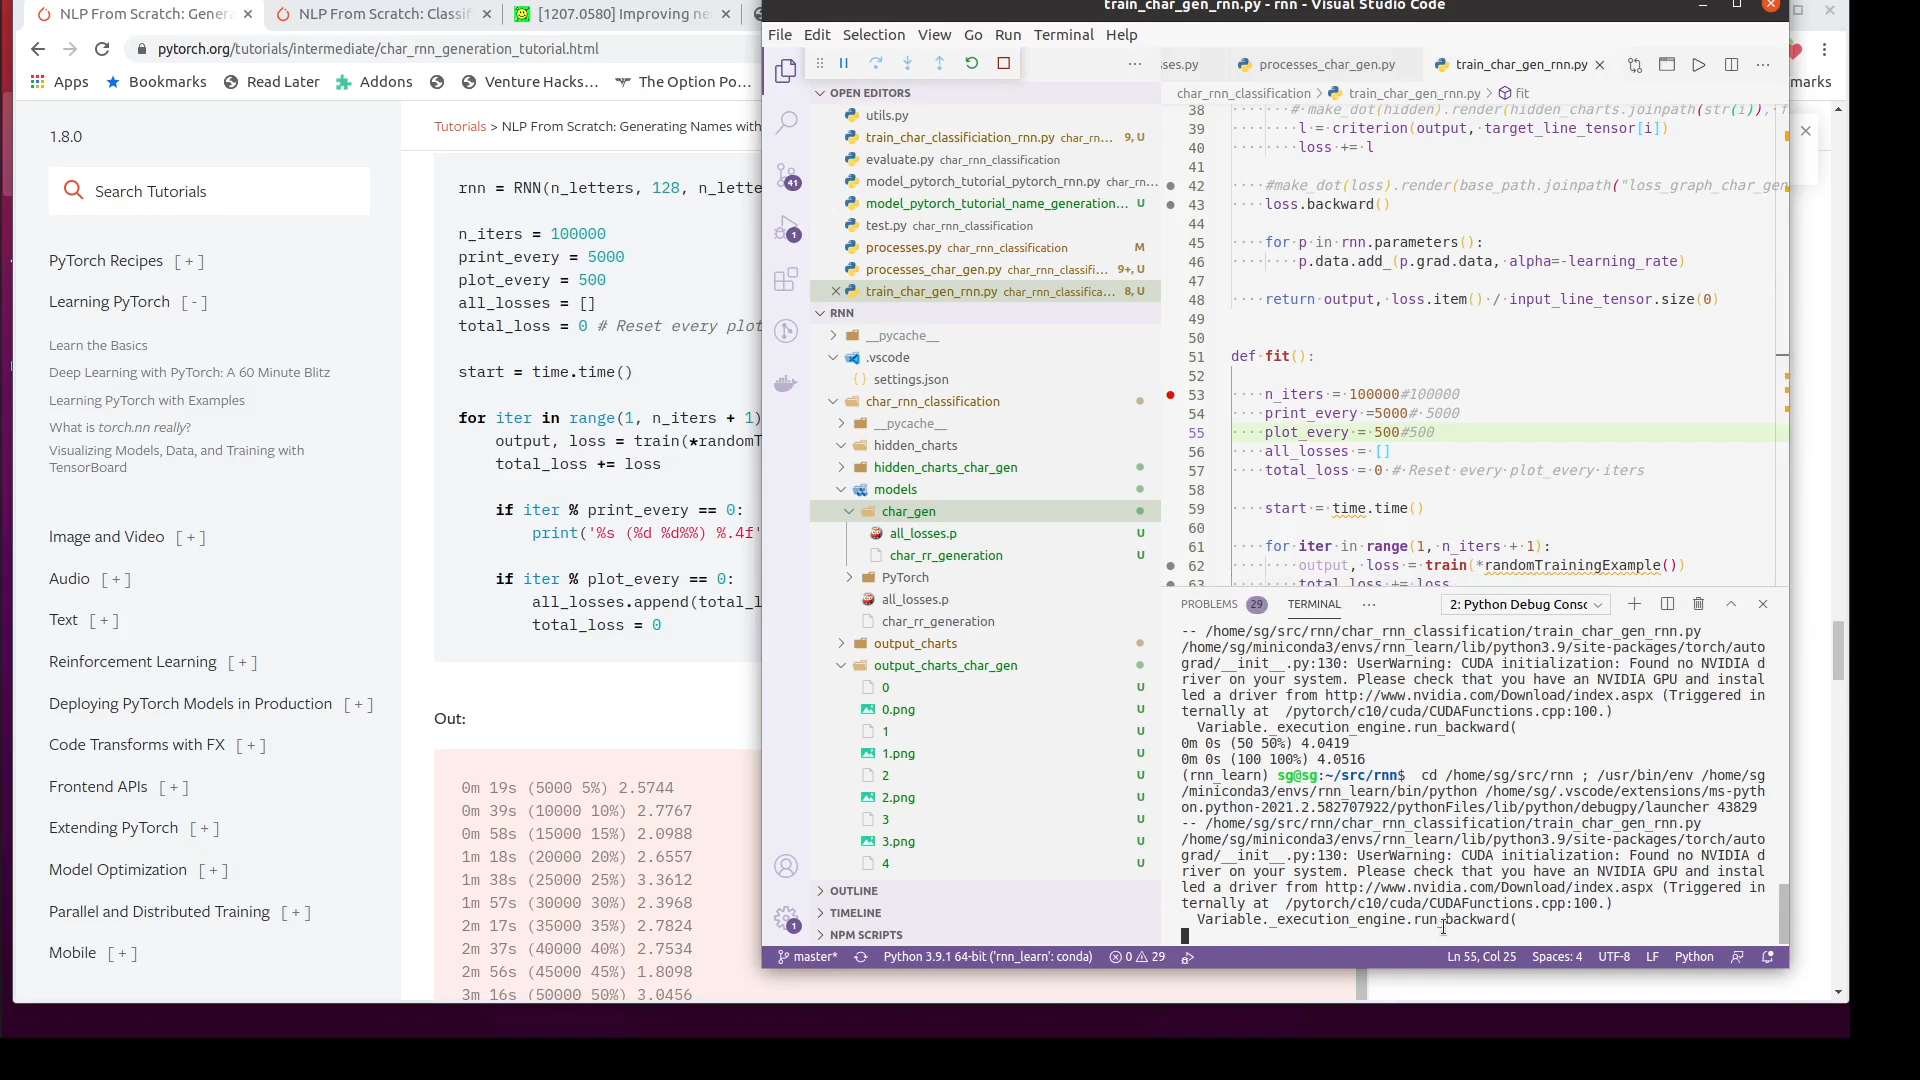 NLP From Scratch: Genera
NLP From Scratch: Classif
[1207.0580] Improving ne
pytorch.org/tutorials/intermediate/char_rnn_generation_tutorial.html
Apps
Bookmarks
Read Later
Addons
Venture Hacks...
The Option Po...
marks
1.8.0
Search Tutorials
PyTorch Recipes [ + ]
Learning PyTorch [ - ]
Learn the Basics
Deep Learning with PyTorch: A 60 Minute Blitz
Learning PyTorch with Examples
What is torch.nn really?
Visualizing Models, Data, and Training with
TensorBoard
Image and Video [ + ]
Audio [ + ]
Text [ + ]
Reinforcement Learning [ + ]
Deploying PyTorch Models in Production [ + ]
Code Transforms with FX [ + ]
Frontend APIs [ + ]
Extending PyTorch [ + ]
Model Optimization [ + ]
Parallel and Distributed Training [ + ]
Mobile [ + ]
Tutorials > NLP From Scratch: Generating Names with
rnn = RNN(n_letters, 128, n_lette
n_iters = 100000
print_every = 5000
plot_every = 500
all_losses = []
total_loss = 0 # Reset every plot
start = time.time()
for iter in range(1, n_iters + 1)
output, loss = train(*randomT
total_loss += loss
if iter % print_every == 0:
print('%s (%d %d%%) %.4f'
if iter % plot_every == 0:
all_losses.append(total_l
total_loss = 0
Out:
0m 19s (5000 5%) 2.5744
0m 39s (10000 10%) 2.7767
0m 58s (15000 15%) 2.0988
1m 18s (20000 20%) 2.6557
1m 38s (25000 25%) 3.3612
1m 57s (30000 30%) 2.3968
2m 17s (35000 35%) 2.7824
2m 37s (40000 40%) 2.7534
2m 56s (45000 45%) 1.8098
3m 16s (50000 50%) 3.0456
train_char_gen_rnn.py - rnn - Visual Studio Code
File Edit Selection View Go Run Terminal Help
41
1
1
OPEN EDITORS
utils.py
train_char_classificiation_rnn.py char_rn... 9, U
evaluate.py char_rnn_classification
model_pytorch_tutorial_pytorch_rnn.py char_rn...
model_pytorch_tutorial_name_generation... U
test.py char_rnn_classification
processes.py char_rnn_classification M
processes_char_gen.py char_rnn_classifi... 9+, U
train_char_gen_rnn.py char_rnn_classifica... 8, U
RNN
__pycache__
.vscode
settings.json
char_rnn_classification
__pycache__
hidden_charts
hidden_charts_char_gen
models
char_gen
all_losses.p U
char_rr_generation U
PyTorch
all_losses.p
char_rr_generation
output_charts
output_charts_char_gen
0 U
0.png U
1 U
1.png U
2 U
2.png U
3 U
3.png U
4 U
OUTLINE
TIMELINE
NPM SCRIPTS
ses.py
processes_char_gen.py
train_char_gen_rnn.py
char_rnn_classification > train_char_gen_rnn.py > fit
38 # make_dot(hidden).render(hidden_charts.joinpath(str(i)), f
39 l = criterion(output, target_line_tensor[i])
40 loss += l
41
42 #make_dot(loss).render(base_path.joinpath("loss_graph_char_gen
43 loss.backward()
44
45 for p in rnn.parameters():
46 p.data.add_(p.grad.data, alpha=-learning_rate)
47
48 return output, loss.item() / input_line_tensor.size(0)
49
50
51 def fit():
52
53 n_iters = 100000#100000
54 print_every =5000# 5000
55 plot_every = 500#500
56 all_losses = []
57 total_loss = 0 # Reset every plot_every iters
58
59 start = time.time()
60
61 for iter in range(1, n_iters + 1):
62 output, loss = train(*randomTrainingExample())
63 total_loss += loss
PROBLEMS 29 TERMINAL ... 2: Python Debug Consc
-- /home/sg/src/rnn/char_rnn_classification/train_char_gen_rnn.py
/home/sg/miniconda3/envs/rnn_learn/lib/python3.9/site-packages/torch/auto
grad/__init__.py:130: UserWarning: CUDA initialization: Found no NVIDIA d
river on your system. Please check that you have an NVIDIA GPU and instal
led a driver from http://www.nvidia.com/Download/index.aspx (Triggered in
ternally at /pytorch/c10/cuda/CUDAFunctions.cpp:100.)
Variable._execution_engine.run_backward(
0m 0s (50 50%) 4.0419
0m 0s (100 100%) 4.0516
(rnn_learn) sg@sg:~/src/rnn$ cd /home/sg/src/rnn ; /usr/bin/env /home/sg
/miniconda3/envs/rnn_learn/bin/python /home/sg/.vscode/extensions/ms-pyth
on.python-2021.2.582707922/pythonFiles/lib/python/debugpy/launcher 43829
-- /home/sg/src/rnn/char_rnn_classification/train_char_gen_rnn.py
/home/sg/miniconda3/envs/rnn_learn/lib/python3.9/site-packages/torch/auto
grad/__init__.py:130: UserWarning: CUDA initialization: Found no NVIDIA d
river on your system. Please check that you have an NVIDIA GPU and instal
led a driver from http://www.nvidia.com/Download/index.aspx (Triggered in
ternally at /pytorch/c10/cuda/CUDAFunctions.cpp:100.)
Variable._execution_engine.run_backward(
master* Python 3.9.1 64-bit ('rnn_learn': conda) 0 29 Ln 55, Col 25 Spaces: 4 UTF-8 LF Python